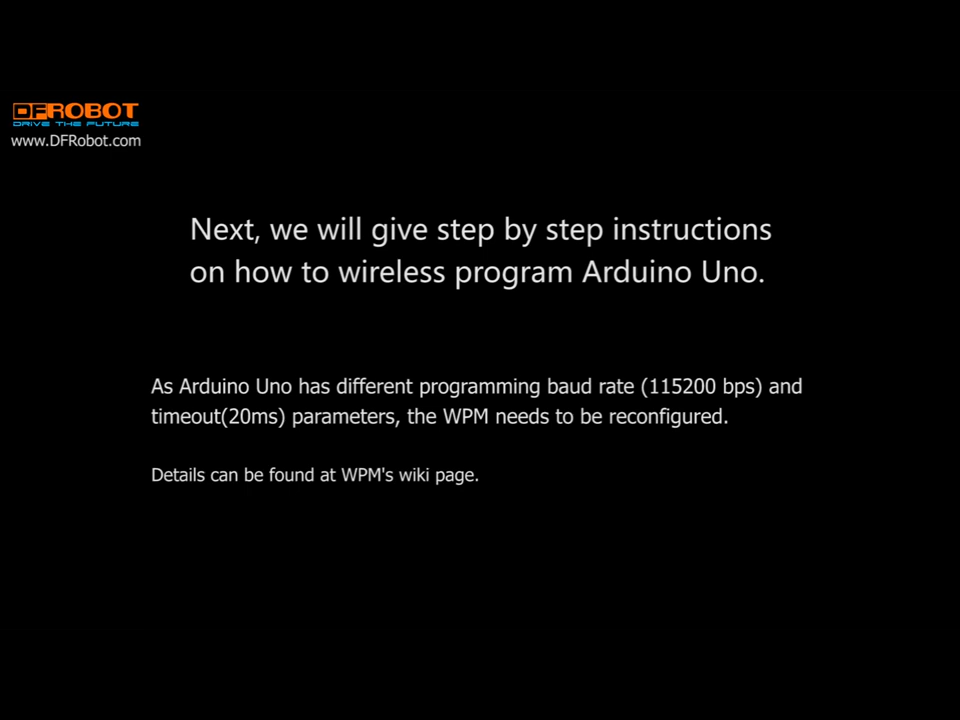 DFROBOT
DRIVE THE FUTURE
www.DFRobot.com
Next, we will give step by step instructions
on how to wireless program Arduino Uno.
As Arduino Uno has different programming baud rate (115200 bps) and
timeout(20ms) parameters, the WPM needs to be reconfigured.
Details can be found at WPM's wiki page.